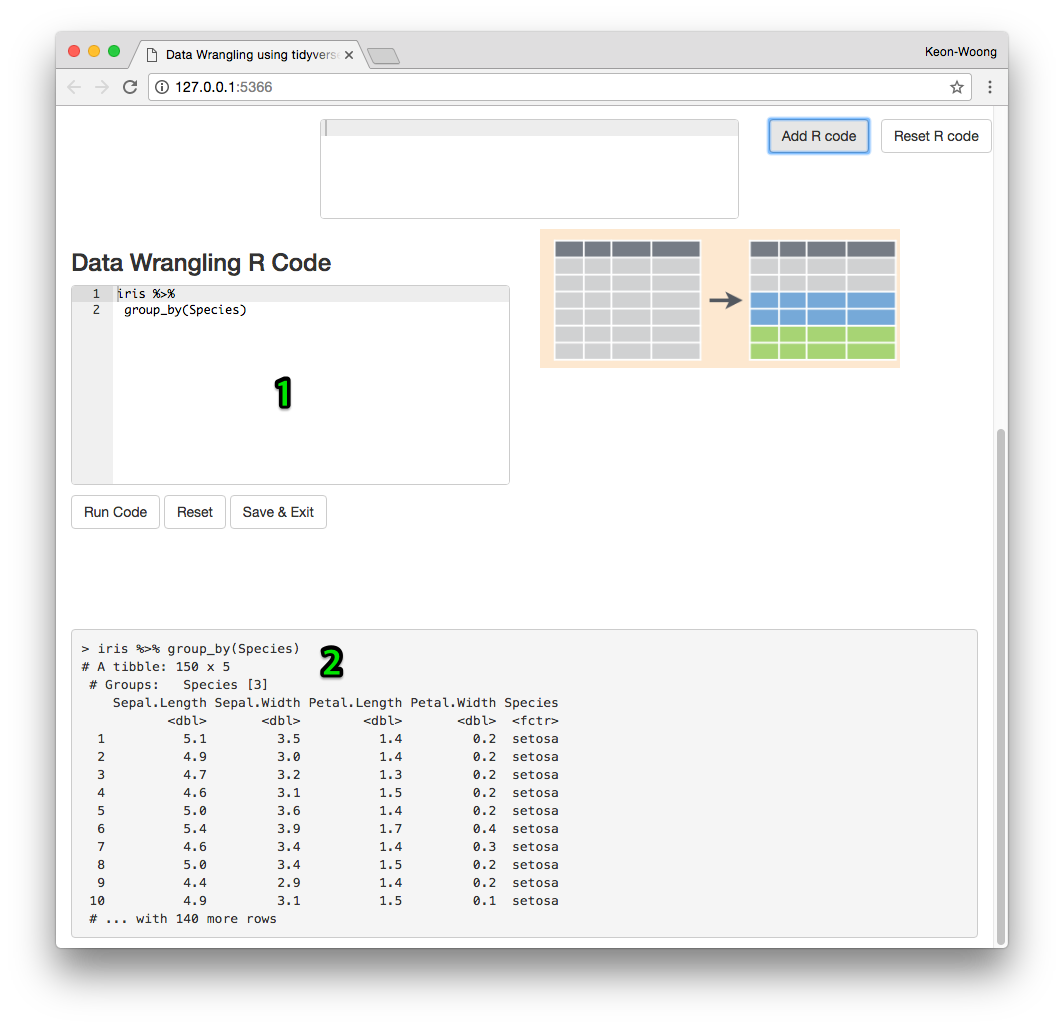 Data Wrangling using tidyvers
Keon-Woong
127.0.0.1:5366
Add R code
Reset R code
Data Wrangling R Code
1 iris %>%
2  group_by(Species)
1
Run Code
Reset
Save & Exit
> iris %>% group_by(Species)
2
# A tibble: 150 x 5
 # Groups:   Species [3]
    Sepal.Length Sepal.Width Petal.Length Petal.Width Species
           <dbl>       <dbl>        <dbl>       <dbl>  <fctr>
  1          5.1         3.5          1.4         0.2  setosa
  2          4.9         3.0          1.4         0.2  setosa
  3          4.7         3.2          1.3         0.2  setosa
  4          4.6         3.1          1.5         0.2  setosa
  5          5.0         3.6          1.4         0.2  setosa
  6          5.4         3.9          1.7         0.4  setosa
  7          4.6         3.4          1.4         0.3  setosa
  8          5.0         3.4          1.5         0.2  setosa
  9          4.4         2.9          1.4         0.2  setosa
 10          4.9         3.1          1.5         0.1  setosa
 # ... with 140 more rows